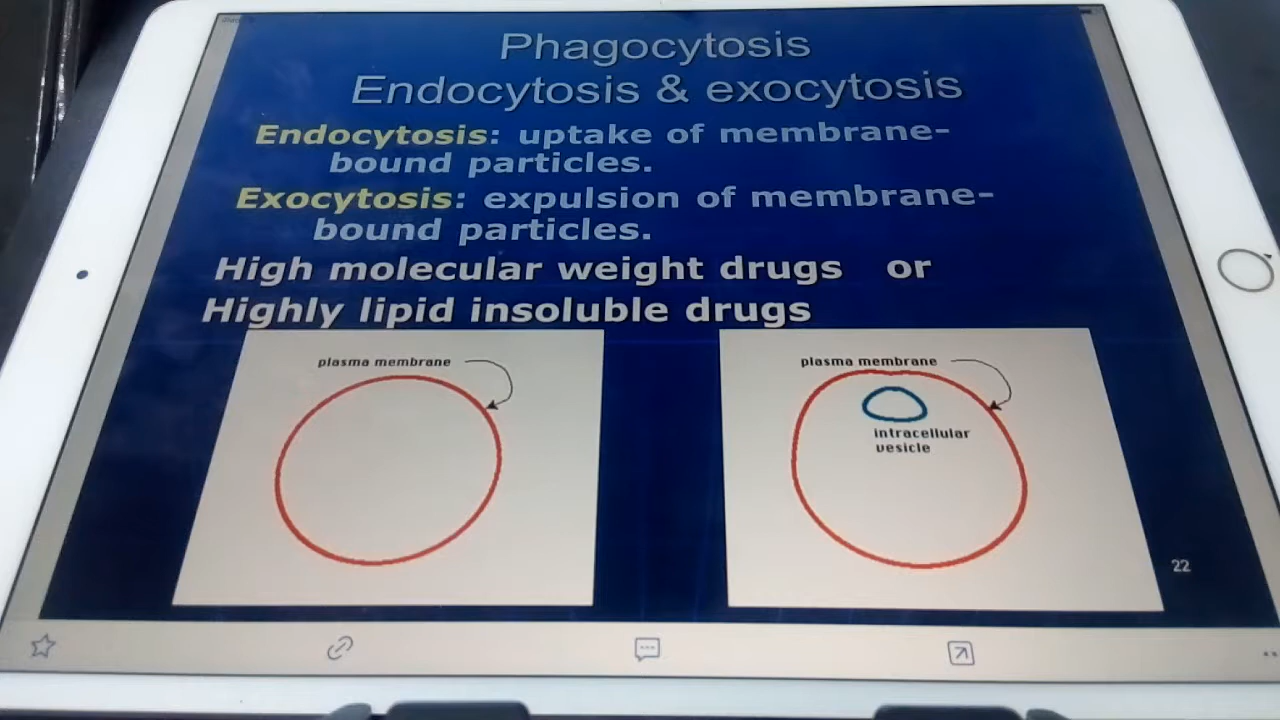 Phagocytosis
Endocytosis & exocytosis
Endocytosis: uptake of membrane-
bound particles.
Exocytosis: expulsion of membrane-
bound particles.
High molecular weight drugs or
Highly lipid insoluble drugs
plasma membrane
plasma membrane
intracellular
vesicle
22